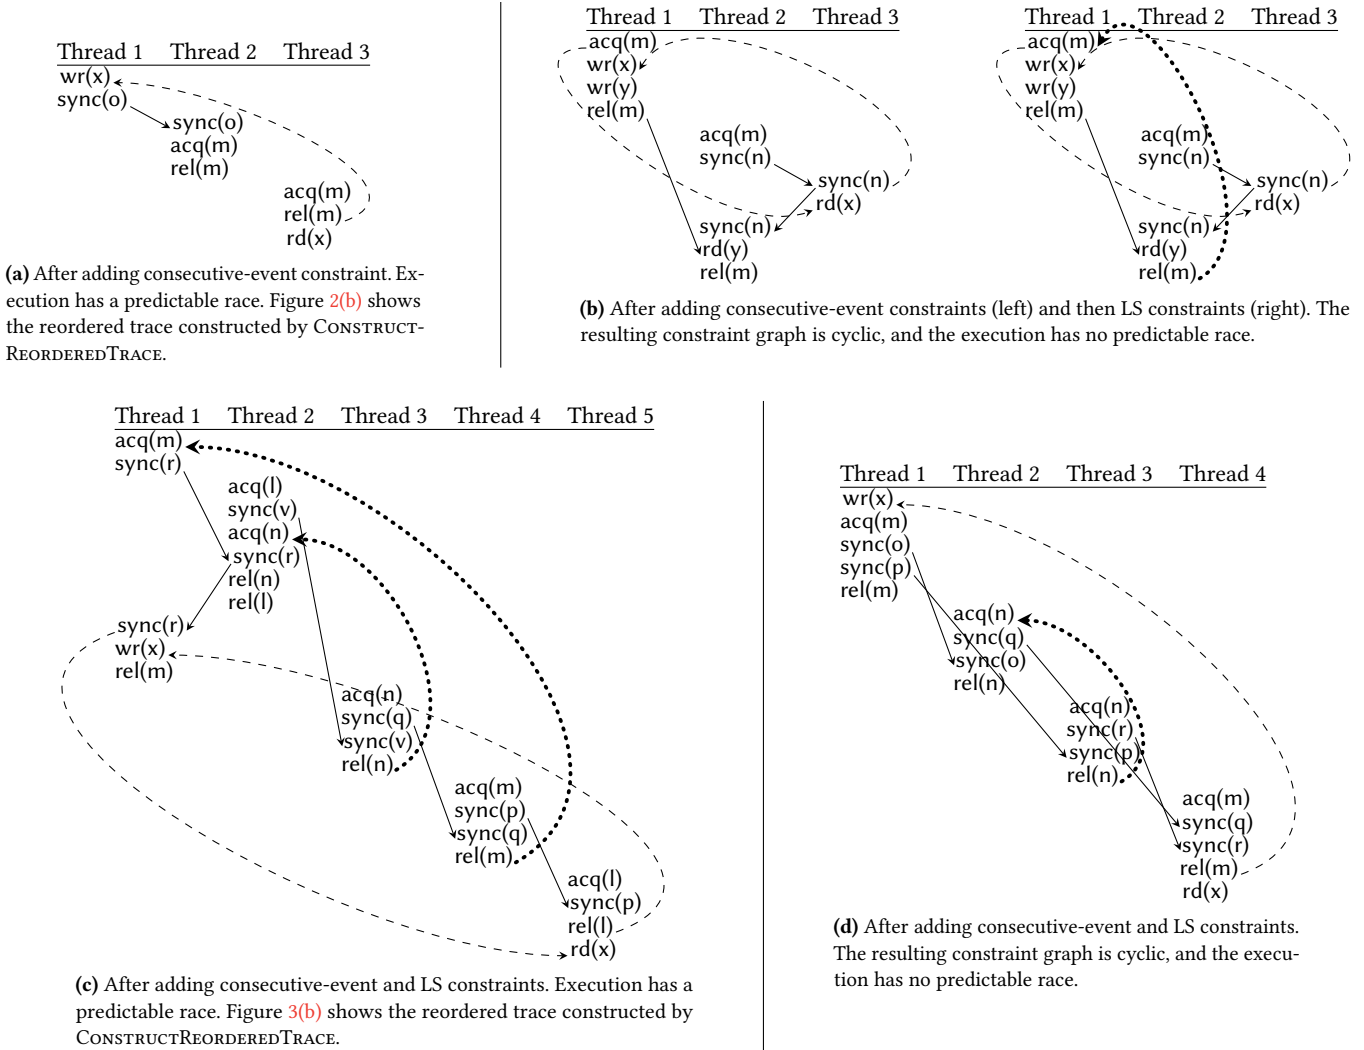 Thread 1 Thread 2 Thread 3
wr(x)
sync(o)
sync(o)
acq(m)
rel(m)
acq(m)
rel(m)
rd(x)
(a) After adding consecutive-event constraint. Ex-
ecution has a predictable race. Figure 2(b) shows
the reordered trace constructed by CONSTRUCT-
REORDEREDTRACE.
Thread 1 Thread 2 Thread 3
acq(m)
wr(x)
wr(y)
rel(m)
acq(m)
sync(n)
sync(n)
rd(x)
sync(n)
rd(y)
rel(m)
Thread 1 Thread 2 Thread 3
acq(m)
wr(x)
wr(y)
rel(m)
acq(m)
sync(n)
sync(n)
rd(x)
sync(n)
rd(y)
rel(m)
(b) After adding consecutive-event constraints (left) and then LS constraints (right). The
resulting constraint graph is cyclic, and the execution has no predictable race.
Thread 1 Thread 2 Thread 3 Thread 4 Thread 5
acq(m)
sync(r)
acq(l)
sync(v)
acq(n)
sync(r)
rel(n)
rel(l)
sync(r)
wr(x)
rel(m)
acq(n)
sync(q)
sync(v)
rel(n)
acq(m)
sync(p)
sync(q)
rel(m)
acq(l)
sync(p)
rel(l)
rd(x)
(c) After adding consecutive-event and LS constraints. Execution has a
predictable race. Figure 3(b) shows the reordered trace constructed by
CONSTRUCTREORDEREDTRACE.
Thread 1 Thread 2 Thread 3 Thread 4
wr(x)
acq(m)
sync(o)
sync(p)
rel(m)
acq(n)
sync(q)
sync(o)
rel(n)
acq(n)
sync(r)
sync(p)
rel(n)
acq(m)
sync(q)
sync(r)
rel(m)
rd(x)
(d) After adding consecutive-event and LS constraints.
The resulting constraint graph is cyclic, and the execu-
tion has no predictable race.